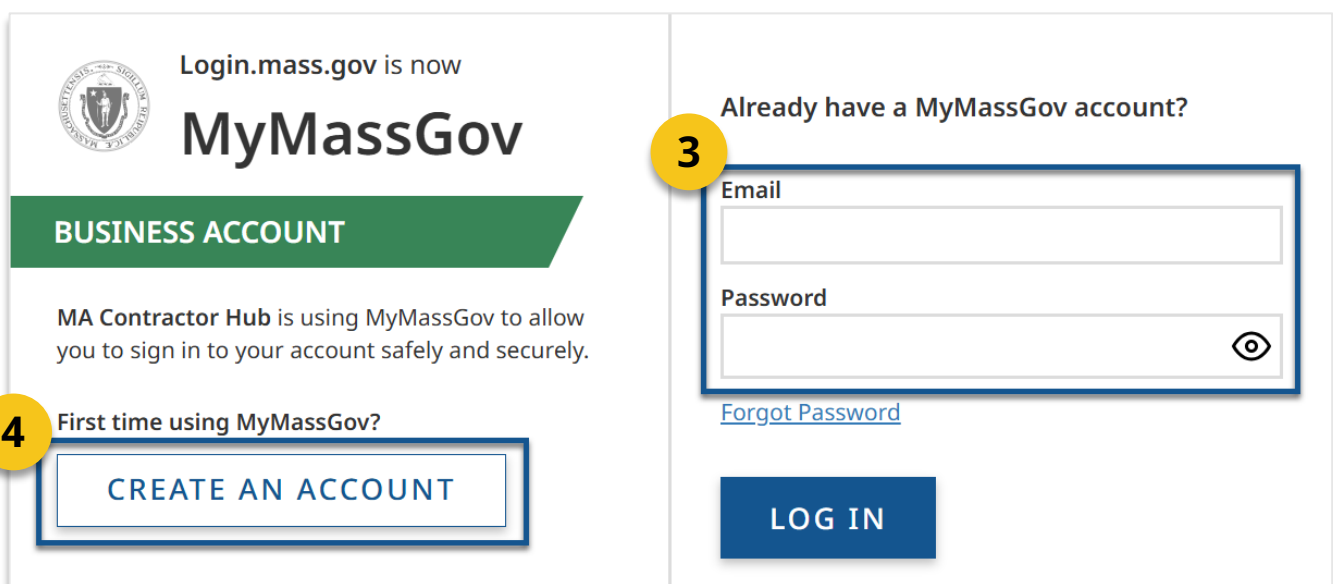 Login.mass.gov is now
MyMassGov
BUSINESS ACCOUNT
MA Contractor Hub is using MyMassGov to allow
you to sign in to your account safely and securely.
4
First time using MyMassGov?
CREATE AN ACCOUNT
Already have a MyMassGov account?
3
Email
Password
Forgot Password
LOG IN